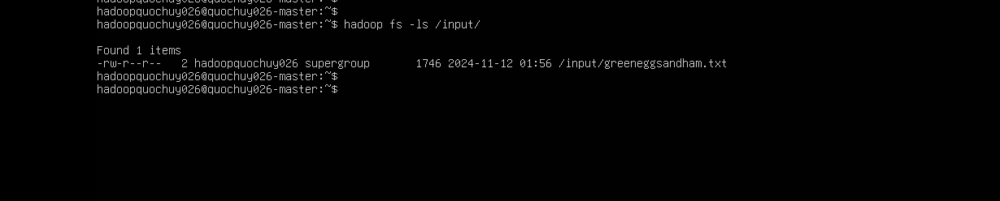 hadoopquochuy026@quochuy026-master:~$
hadoopquochuy026@quochuy026-master:~$
hadoopquochuy026@quochuy026-master:~$ hadoop fs -ls /input/
Found 1 items
-rw-r--r--   2 hadoopquochuy026 supergroup       1746 2024-11-12 01:56 /input/greeneggsandham.txt
hadoopquochuy026@quochuy026-master:~$
hadoopquochuy026@quochuy026-master:~$